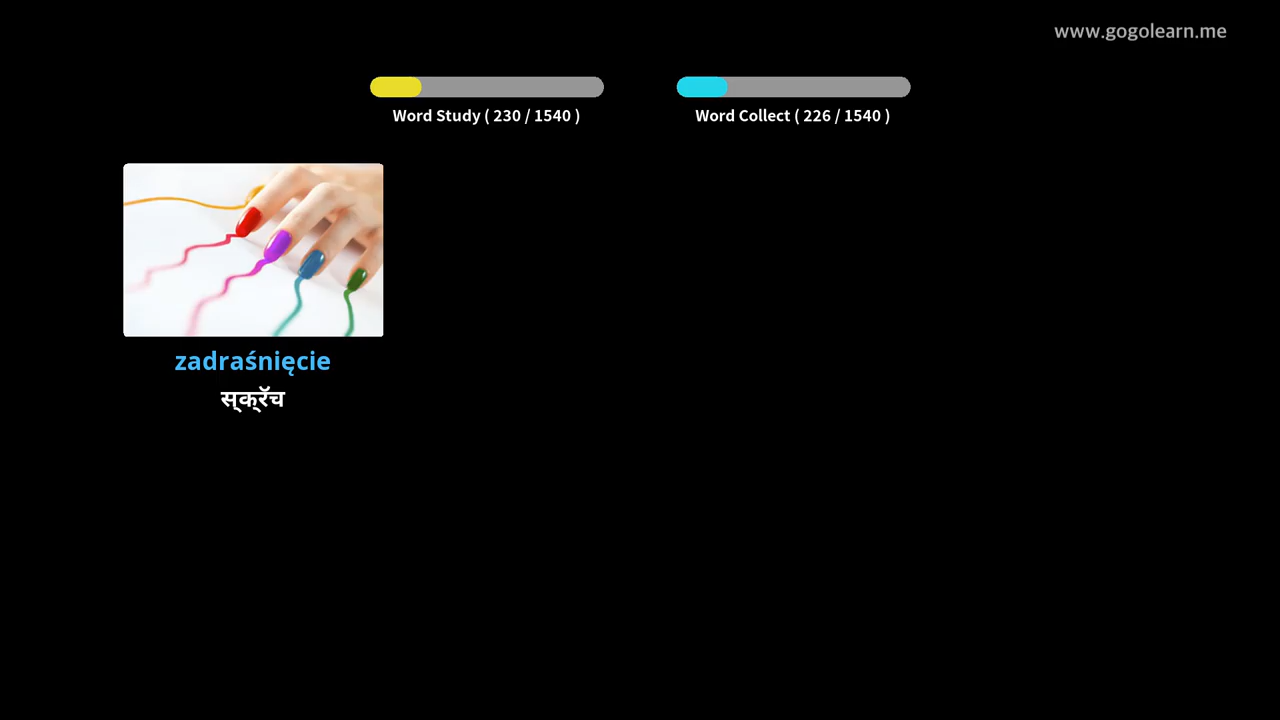 www.gogolearn.me
Word Study ( 230 / 1540 )
Word Collect ( 226 / 1540 )
zadraśnięcie
स्क्रॅच